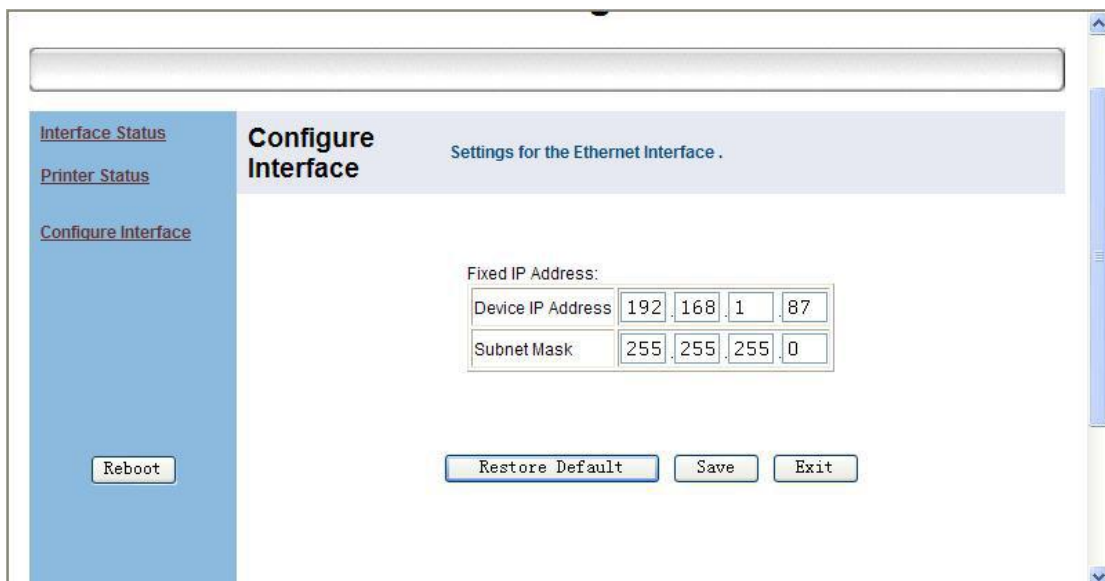 Interface Status
Printer Status
Configure Interface
Reboot
Configure
Interface
Settings for the Ethernet Interface .
Fixed IP Address:
Device IP Address 192 . 168 . 1 . 87
Subnet Mask 255 . 255 . 255 . 0
Restore Default Save Exit